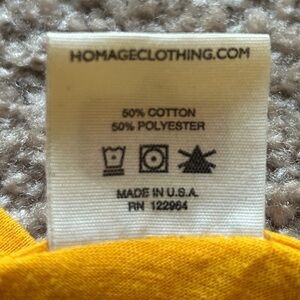 HOMAGECLOTHING.COM
50% COTTON
50% POLYESTER
MADE IN U.S.A.
RN 122964